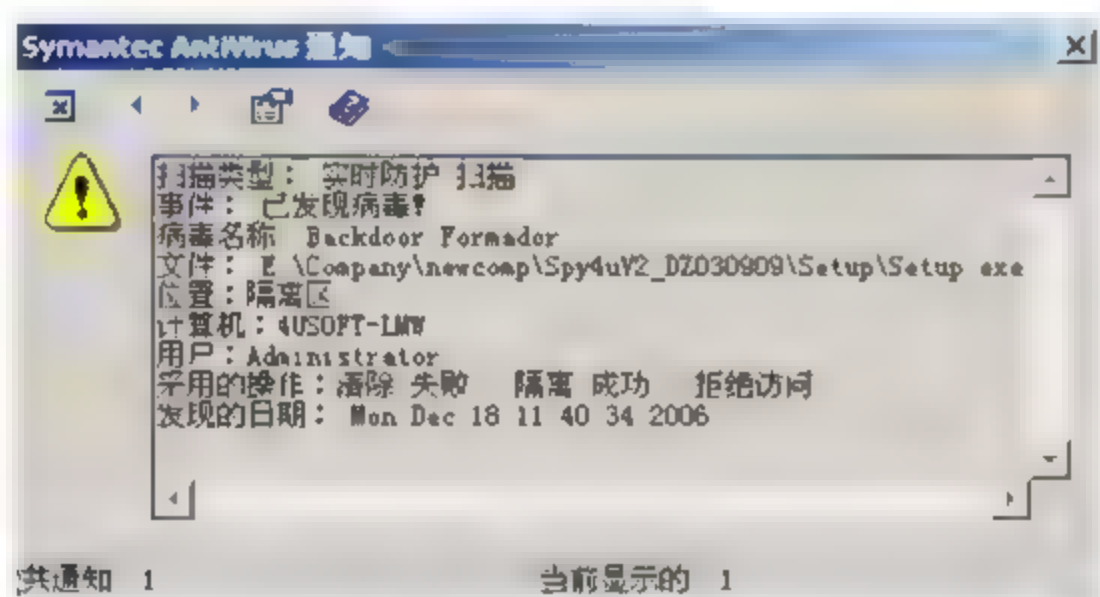 Symantec AntiVirus 通知
扫描类型： 实时防护 扫描
事件： 已发现病毒!
病毒名称 Backdoor Formador
文件： E \Company\newcomp\Spy4uV2_DZ030909\Setup\Setup exe
位置：隔离区
计算机：4USOFT-LMW
用户：Administrator
采用的操作：清除 失败 隔离 成功 拒绝访问
发现的日期： Mon Dec 18 11 40 34 2006
共通知 1
当前显示的 1